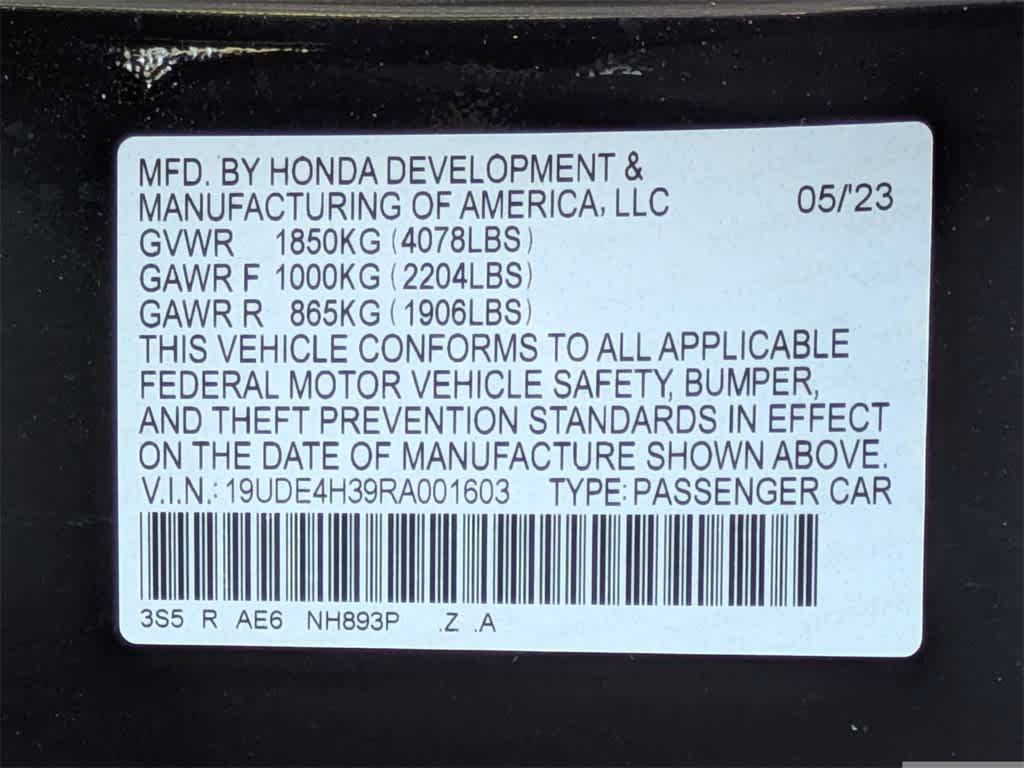 MFD. BY HONDA DEVELOPMENT &
MANUFACTURING OF AMERICA, LLC 05/'23
GVWR 1850KG (4078LBS)
GAWR F 1000KG (2204LBS)
GAWR R 865KG (1906LBS)
THIS VEHICLE CONFORMS TO ALL APPLICABLE
FEDERAL MOTOR VEHICLE SAFETY, BUMPER,
AND THEFT PREVENTION STANDARDS IN EFFECT
ON THE DATE OF MANUFACTURE SHOWN ABOVE.
V.I.N.: 19UDE4H39RA001603 TYPE: PASSENGER CAR
3S5 R AE6 NH893P .Z .A